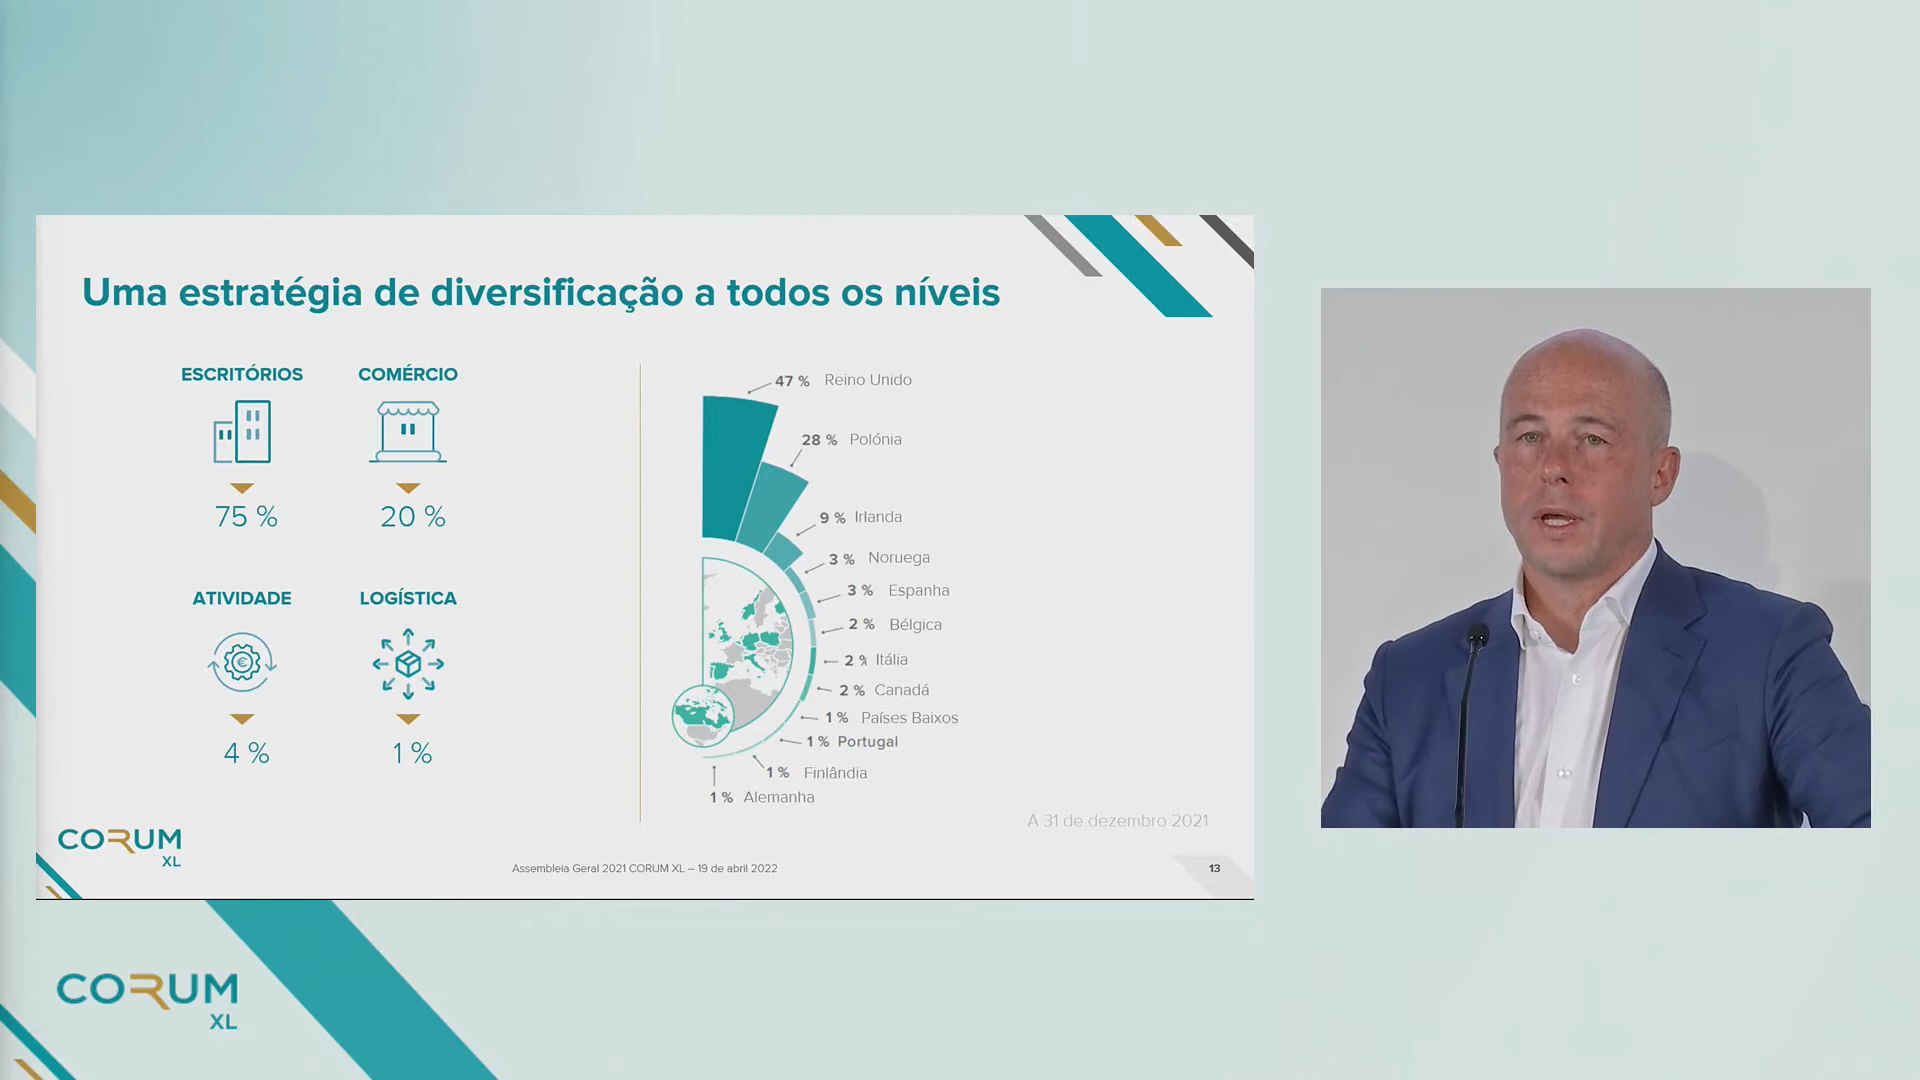 Uma estratégia de diversificação a todos os níveis
ESCRITÓRIOS
75 %
COMÉRCIO
20 %
ATIVIDADE
€
4 %
LOGÍSTICA
1 %
47 % Reino Unido
28 % Polónia
9 % Irlanda
3 % Noruega
3 % Espanha
2 % Bélgica
2 % Itália
2 % Canadá
1 % Países Baixos
1 % Portugal
1 % Finlândia
1 % Alemanha
A 31 de dezembro 2021
CORUM
XL
Assembleia Geral 2021 CORUM XL – 19 de abril 2022
13
CORUM
XL